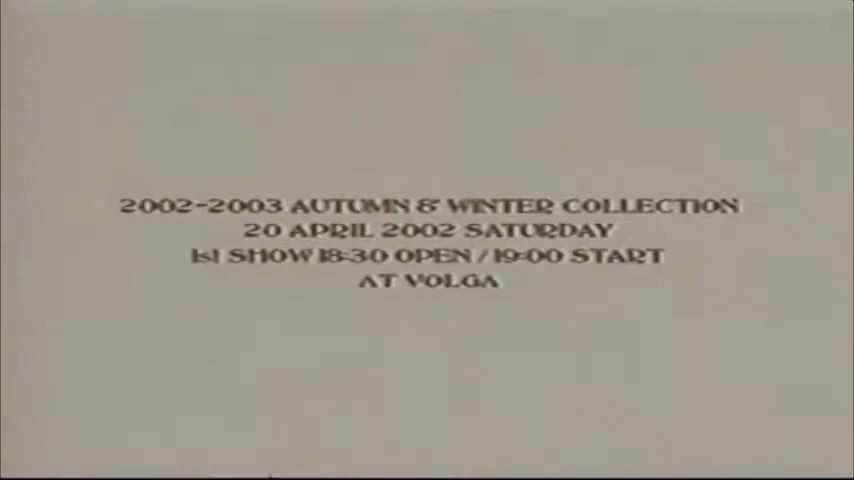 2002-2003 AUTUMN & WINTER COLLECTION
20 APRIL 2002 SATURDAY
1st SHOW 18:30 OPEN / 19:00 START
AT VOLGA